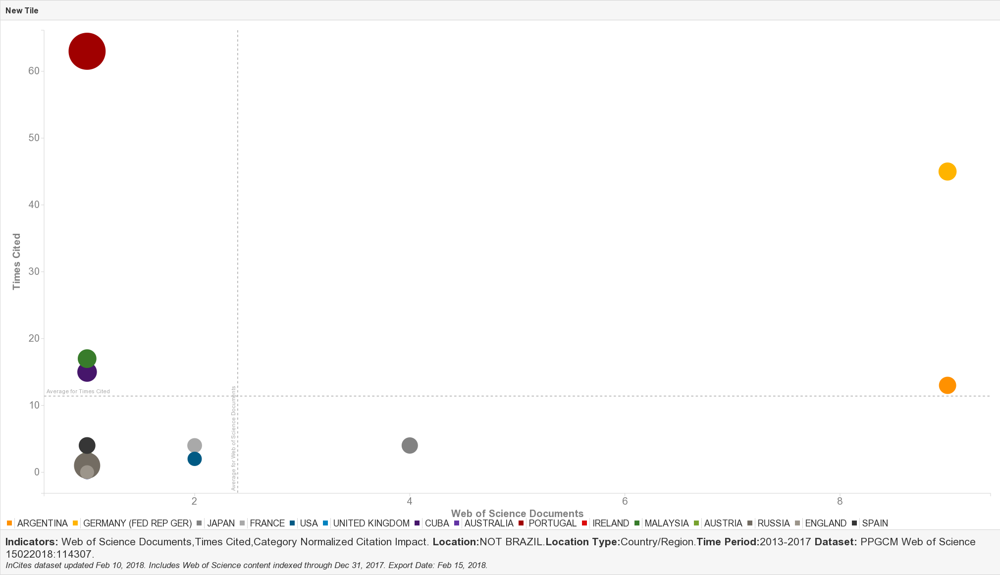 New Tile
60
50
40
30
20
10
0
Times Cited
Average for Times Cited
Average for Web of Science Documents
2
4
6
8
Web of Science Documents
ARGENTINA GERMANY (FED REP GER) JAPAN FRANCE USA UNITED KINGDOM CUBA AUSTRALIA PORTUGAL IRELAND MALAYSIA AUSTRIA RUSSIA ENGLAND SPAIN
Indicators: Web of Science Documents,Times Cited,Category Normalized Citation Impact. Location:NOT BRAZIL.Location Type:Country/Region.Time Period:2013-2017 Dataset: PPGCM Web of Science
15022018:114307.
InCites dataset updated Feb 10, 2018. Includes Web of Science content indexed through Dec 31, 2017. Export Date: Feb 15, 2018.